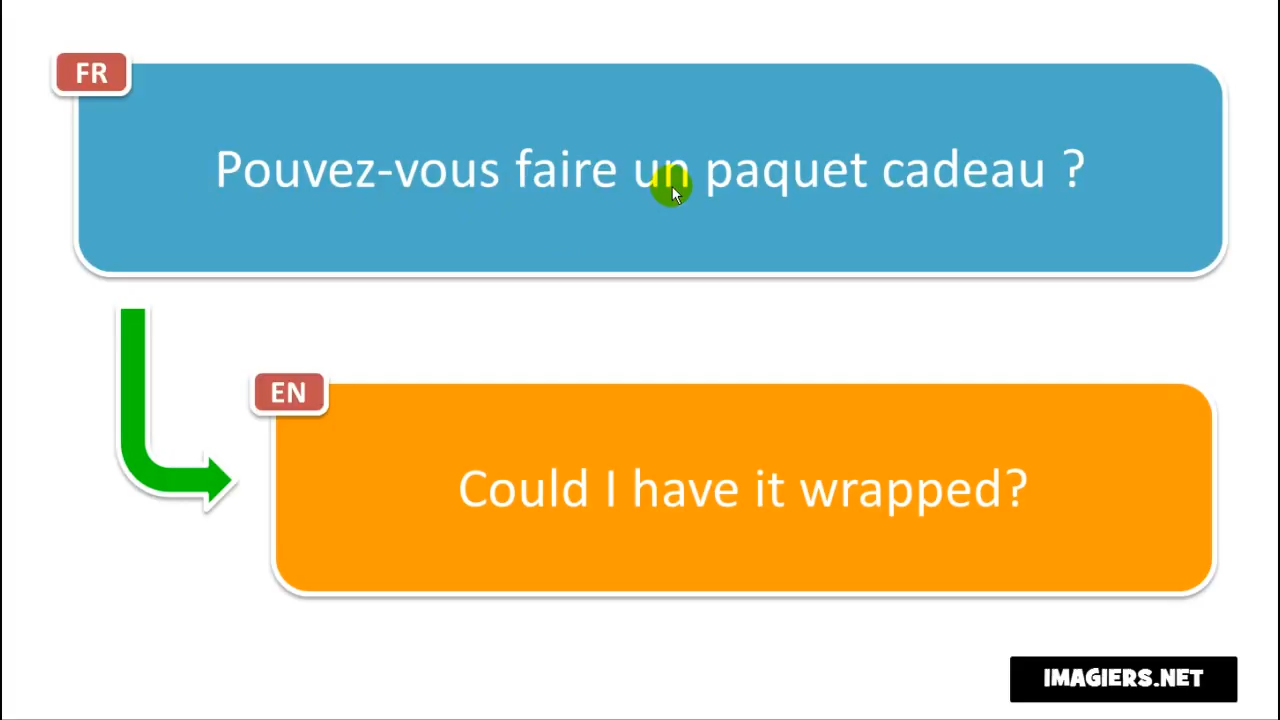 FR
Pouvez-vous faire un paquet cadeau ?
EN
Could I have it wrapped?
IMAGIERS.NET